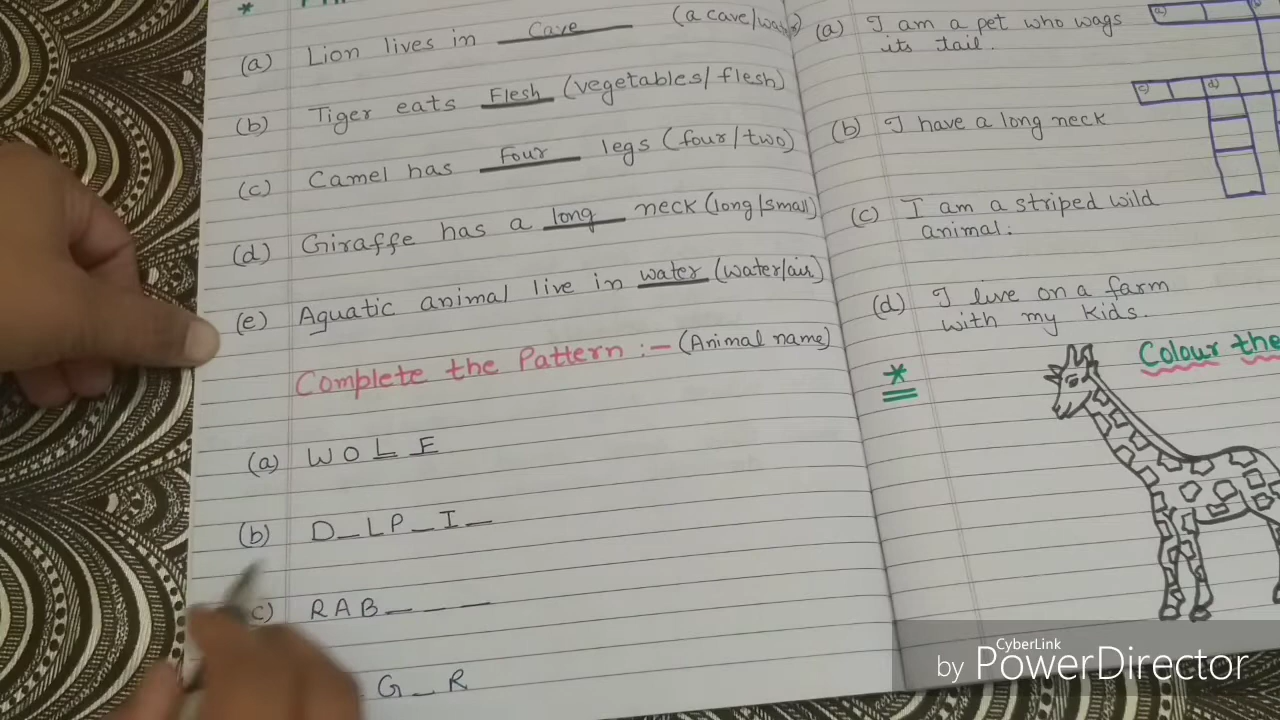 *
(a) Lion lives in Cave (a cave/
(b) Tiger eats Flesh (vegetables/flesh)
(c) Camel has Four legs (four/two)
(d) Giraffe has a long neck (long/small)
(e) Aquatic animal live in water (water/air)
Complete the Pattern :- (Animal name)
(a) W O L F
(b) D _ L P _ I _
(c) R A B _ _ _
G _ R
(a) I am a pet who wags
its tail.
(b) I have a long neck
(c) I am a striped wild
animal.
(d) I live on a farm
with my kids.
* Colour the
(a)
(c) (d)
by CyberLink PowerDirector